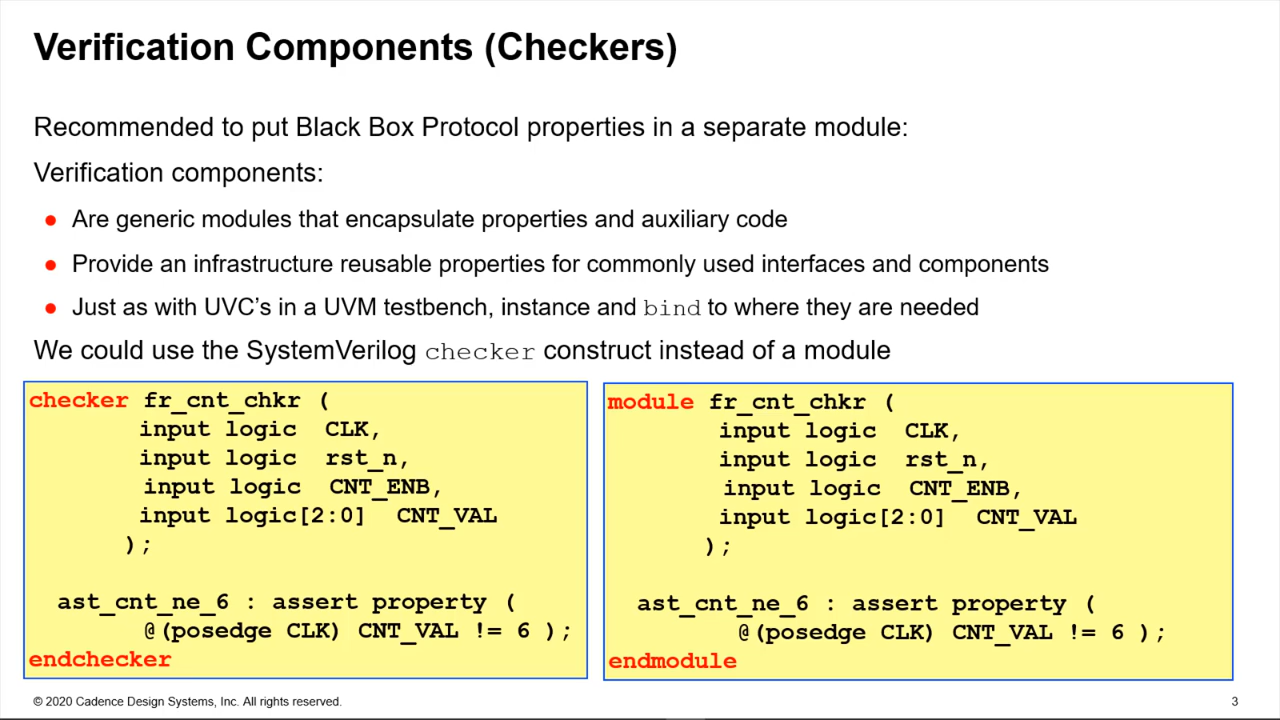 Verification Components (Checkers)
Recommended to put Black Box Protocol properties in a separate module:
Verification components:
● Are generic modules that encapsulate properties and auxiliary code
● Provide an infrastructure reusable properties for commonly used interfaces and components
● Just as with UVC's in a UVM testbench, instance and bind to where they are needed
We could use the SystemVerilog checker construct instead of a module
checker fr_cnt_chkr (
input logic CLK,
input logic rst_n,
input logic CNT_ENB,
input logic[2:0] CNT_VAL
);
ast_cnt_ne_6 : assert property (
@(posedge CLK) CNT_VAL != 6 );
endchecker
module fr_cnt_chkr (
input logic CLK,
input logic rst_n,
input logic CNT_ENB,
input logic[2:0] CNT_VAL
);
ast_cnt_ne_6 : assert property (
@(posedge CLK) CNT_VAL != 6 );
endmodule
© 2020 Cadence Design Systems, Inc. All rights reserved.
3